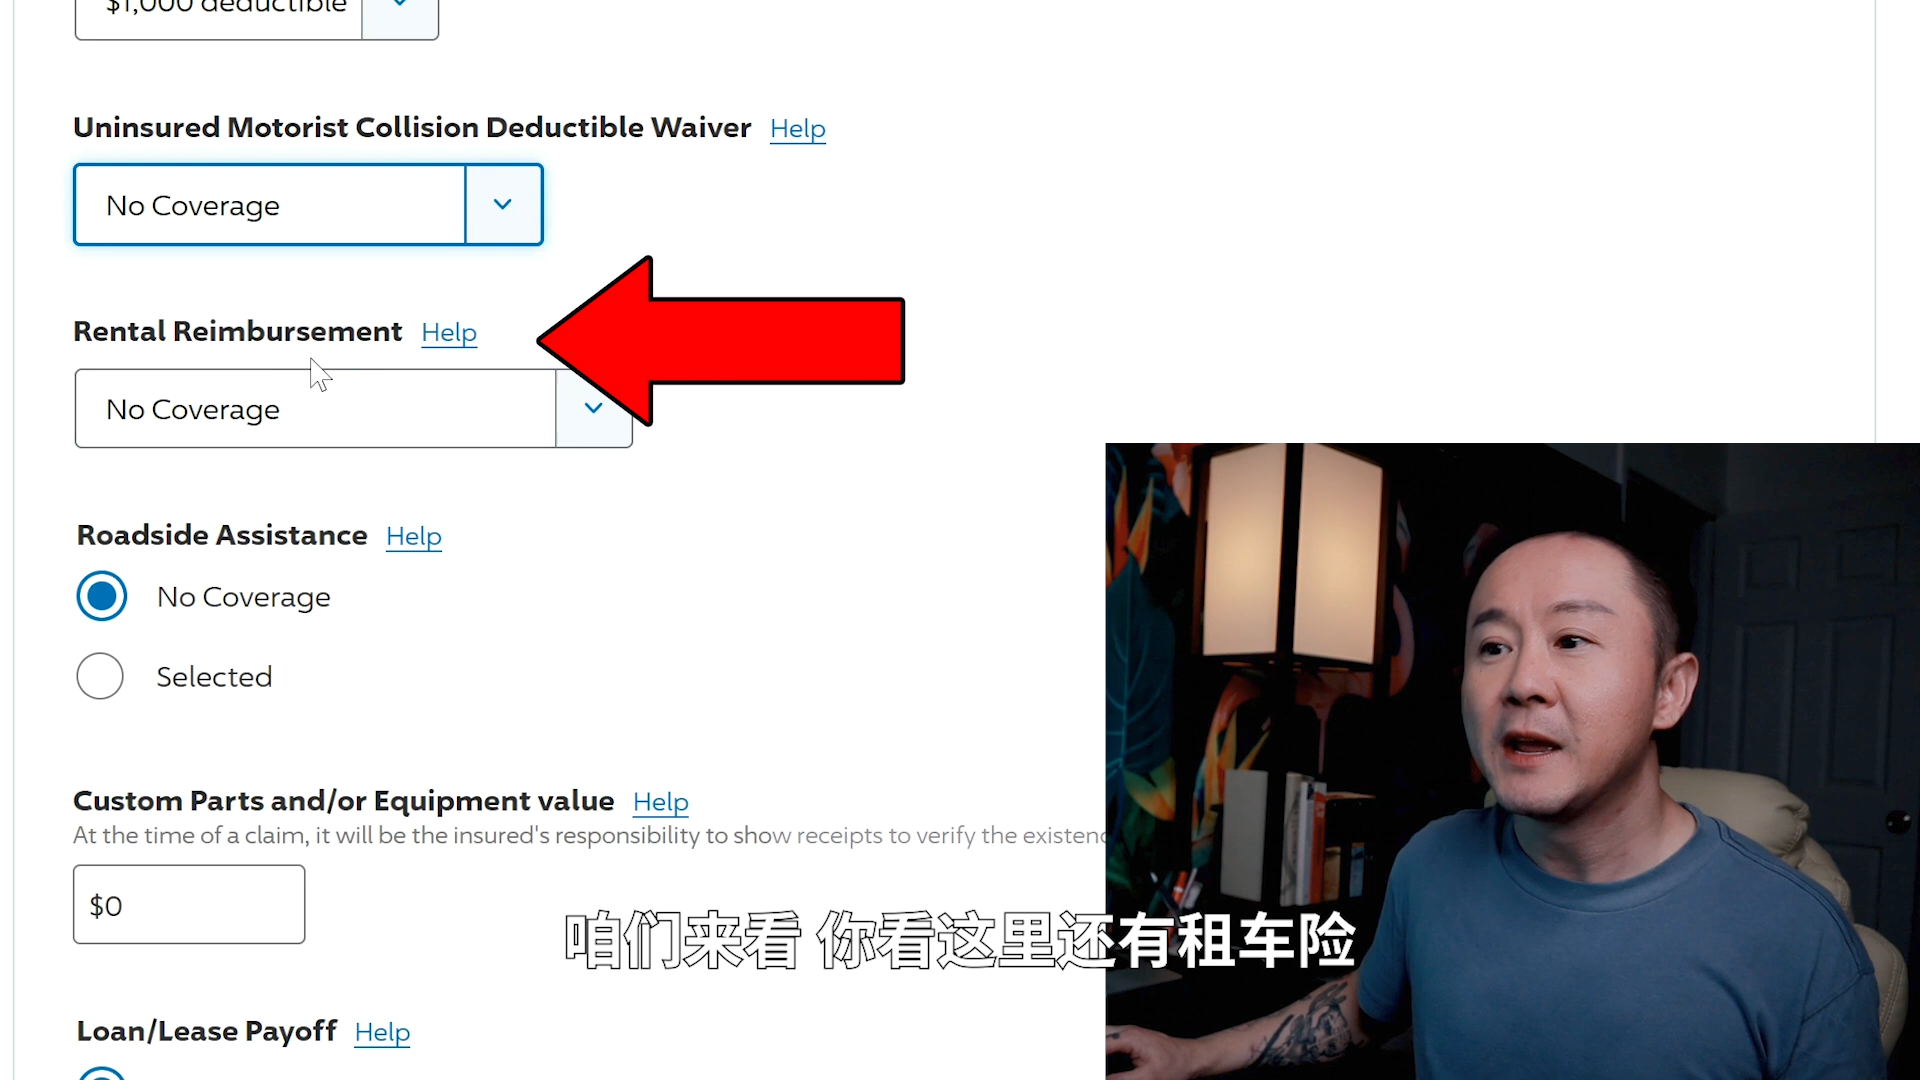 $1,000 deductible
Uninsured Motorist Collision Deductible Waiver Help
No Coverage
Rental Reimbursement Help
No Coverage
Roadside Assistance Help
No Coverage
Selected
Custom Parts and/or Equipment value Help
At the time of a claim, it will be the insured's responsibility to show receipts to verify the
$0
咱们来看 你看这里还有租车险
Loan/Lease Payoff Help